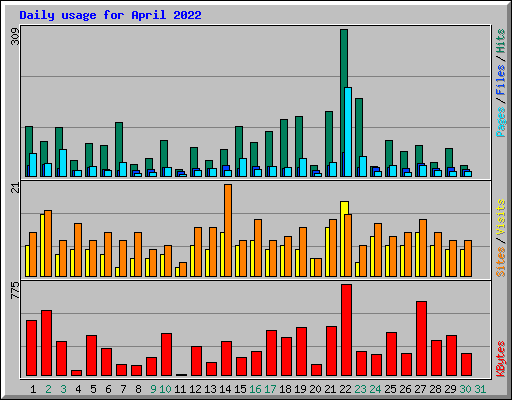 Daily usage for April 2022
309
21
775
Pages / Files / Hits
Sites / Visits
KBytes
1 2 3 4 5 6 7 8 9 10 11 12 13 14 15 16 17 18 19 20 21 22 23 24 25 26 27 28 29 30 31